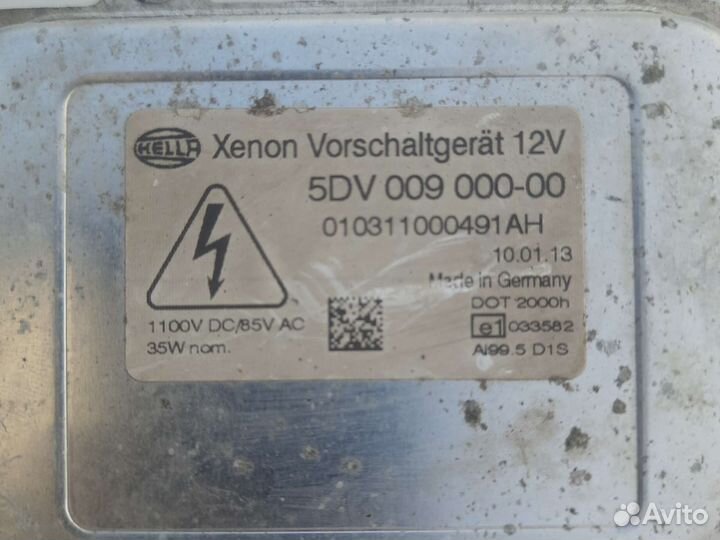 HELLA Xenon Vorschaltgerät 12V
5DV 009 000-00
010311000491AH
10.01.13
Made in Germany
DOT 2000h
1100V DC/85V AC
e1 033582
35W nom.
Al99.5 D1S
Avito